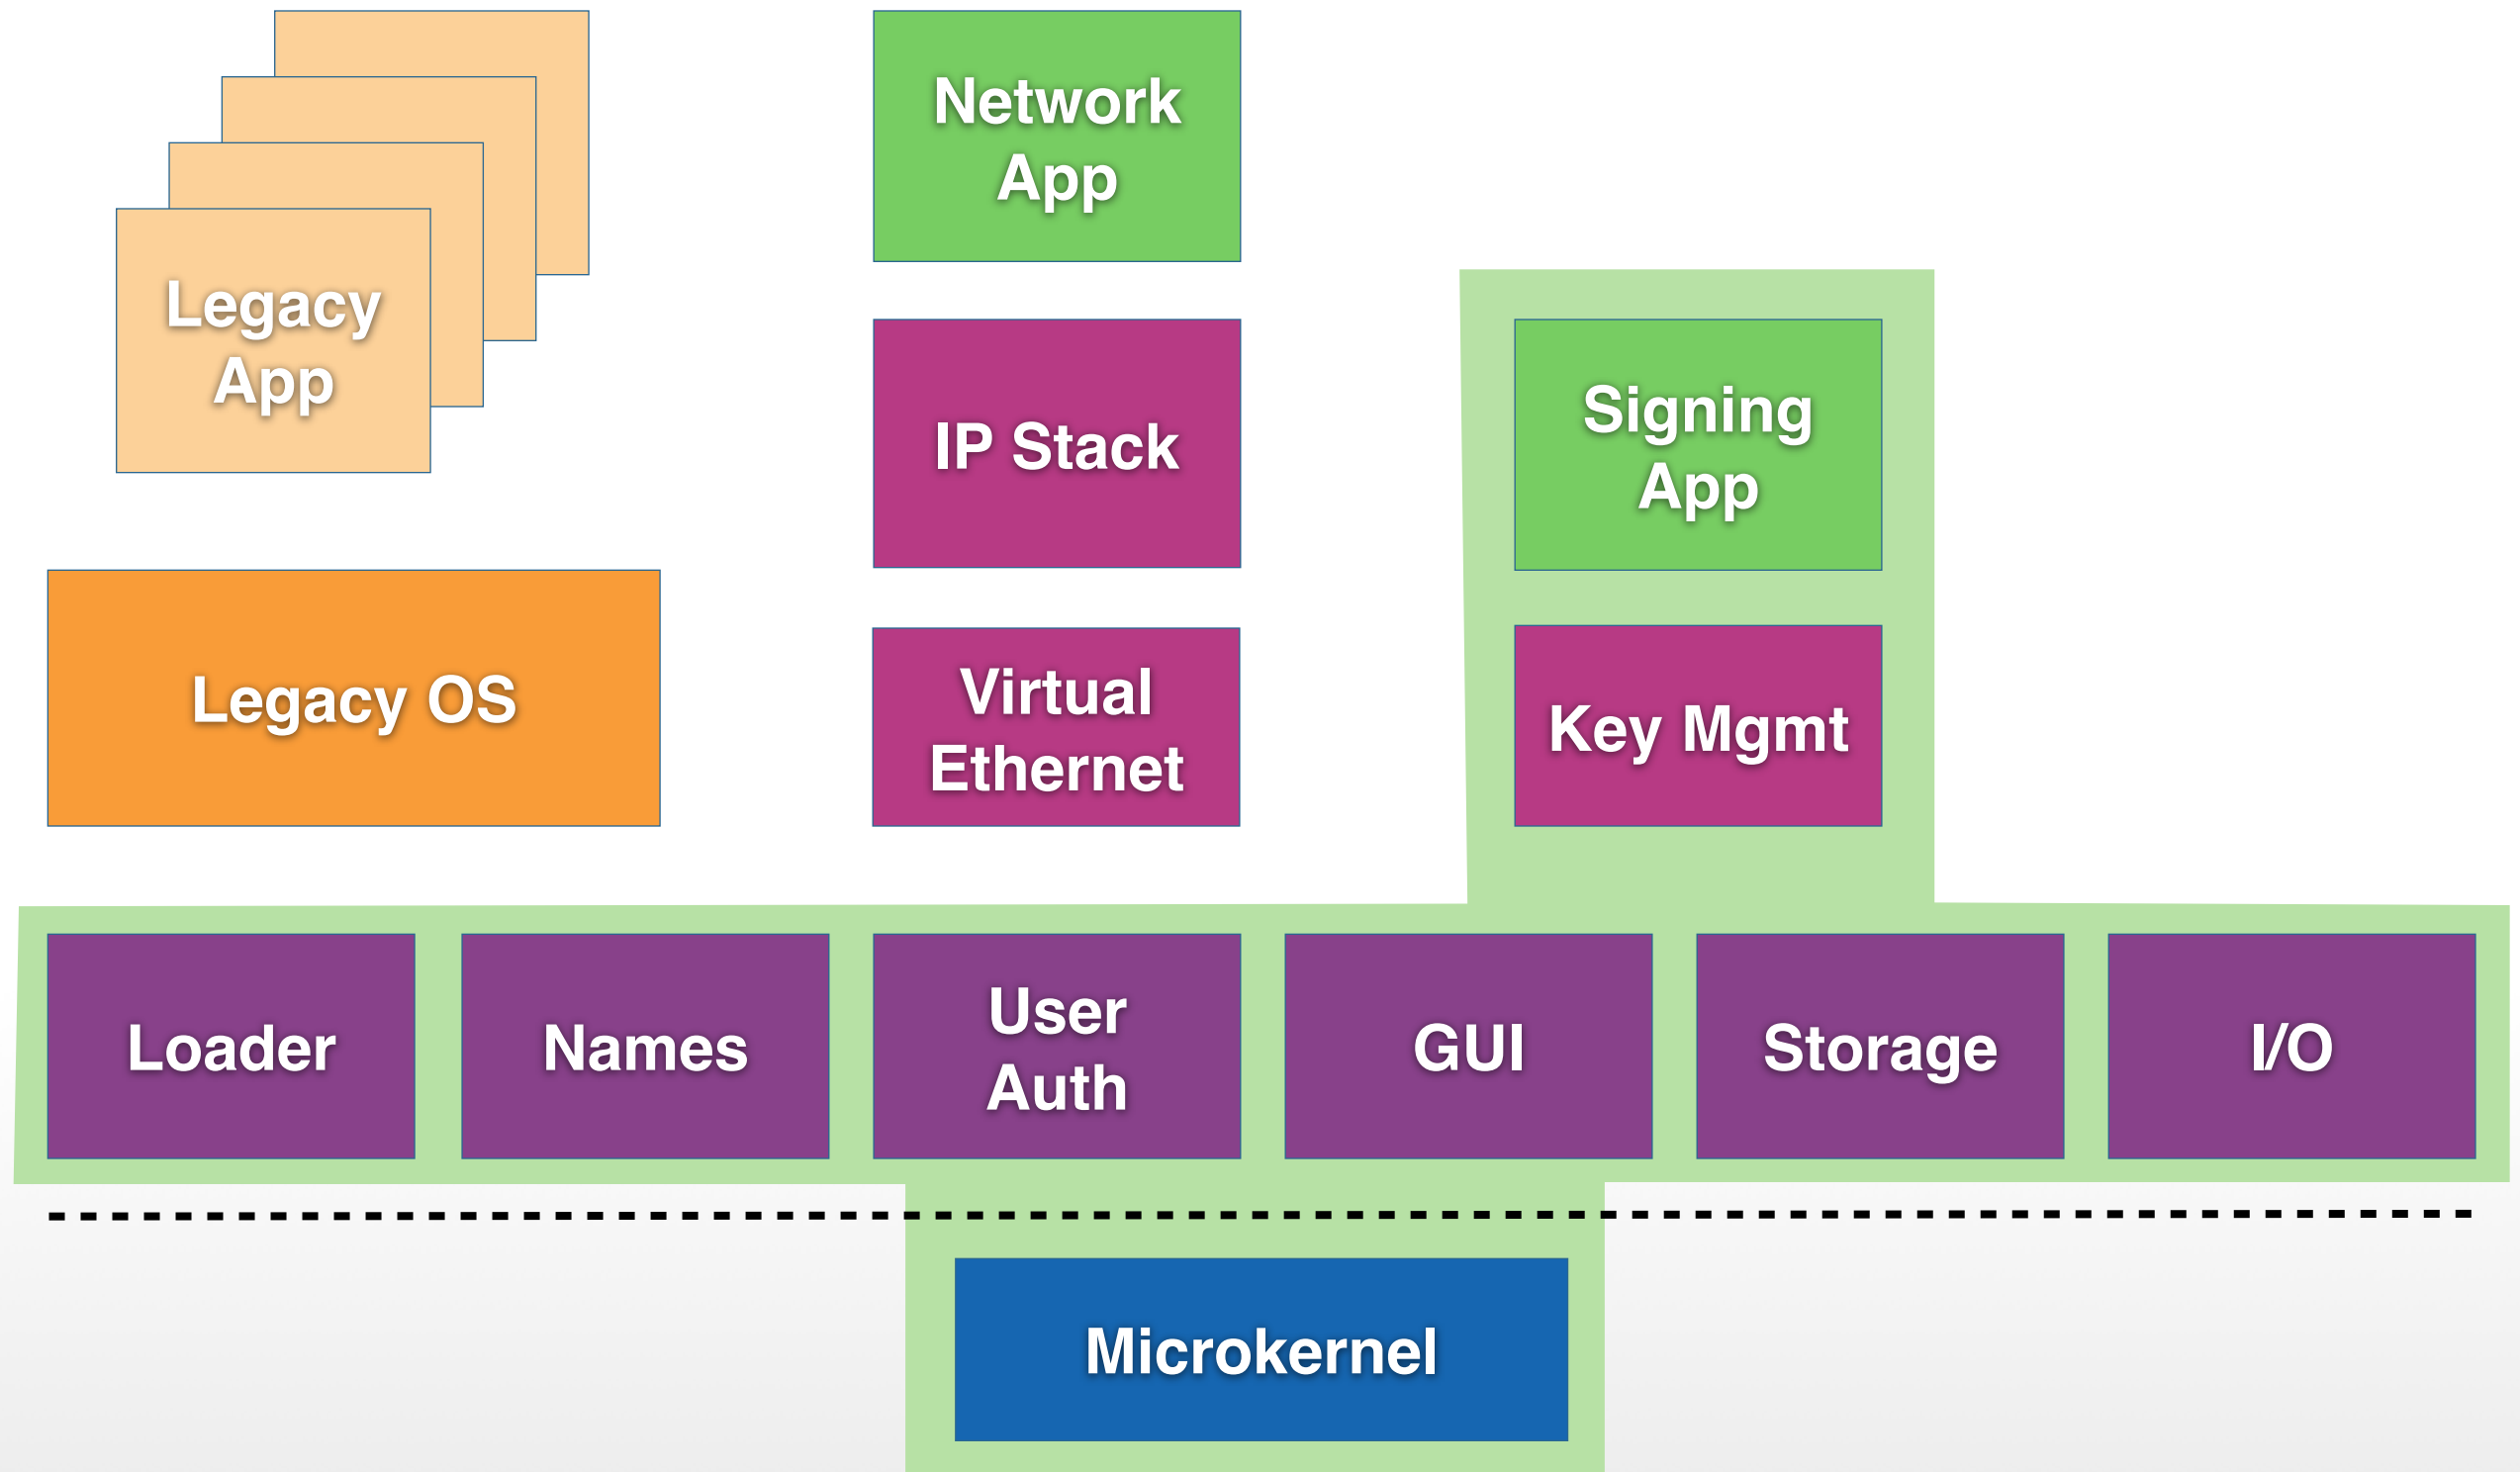 Network
App
Legacy
App
IP Stack
Signing
App
Legacy OS
Virtual
Ethernet
Key Mgmt
Loader
Names
User
Auth
GUI
Storage
I/O
Microkernel